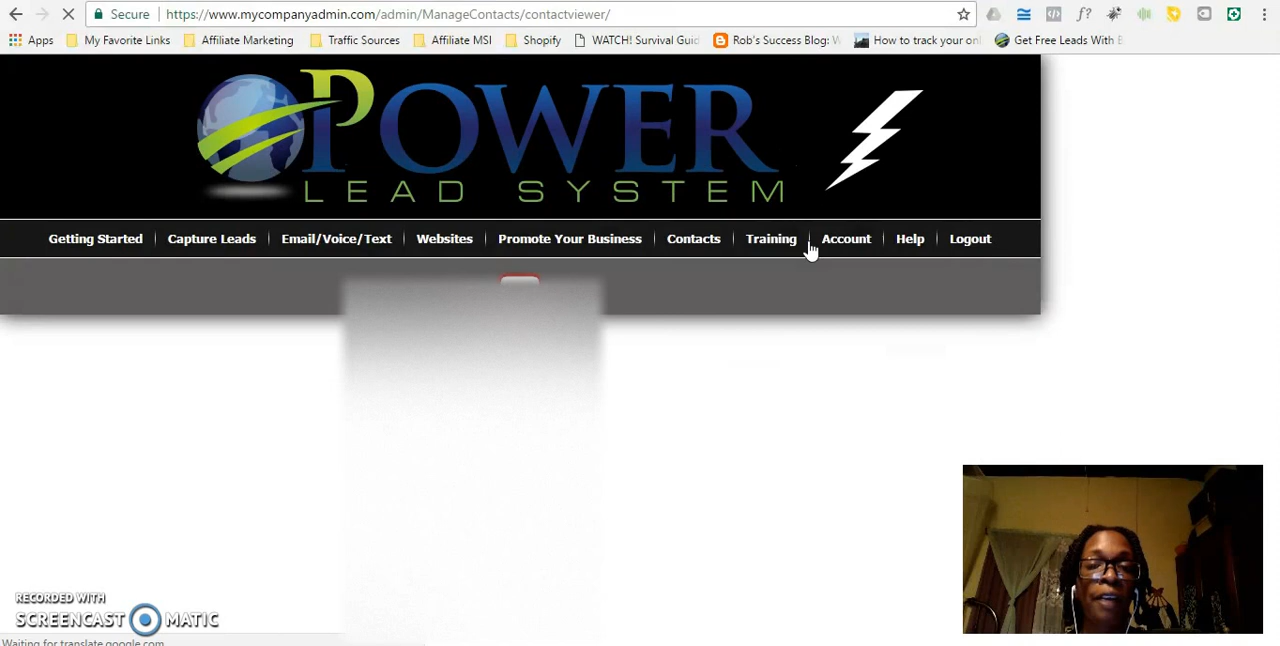 Secure https://www.mycompanyadmin.com/admin/ManageContacts/contactviewer/
Apps My Favorite Links Affiliate Marketing Traffic Sources Affiliate MSI Shopify WATCH! Survival Guid Rob's Success Blog: W How to track your onl Get Free Leads With B
POWER
LEAD SYSTEM
Getting Started Capture Leads Email/Voice/Text Websites Promote Your Business Contacts Training Account Help Logout
RECORDED WITH
SCREENCAST MATIC
Waiting for translate.google.com